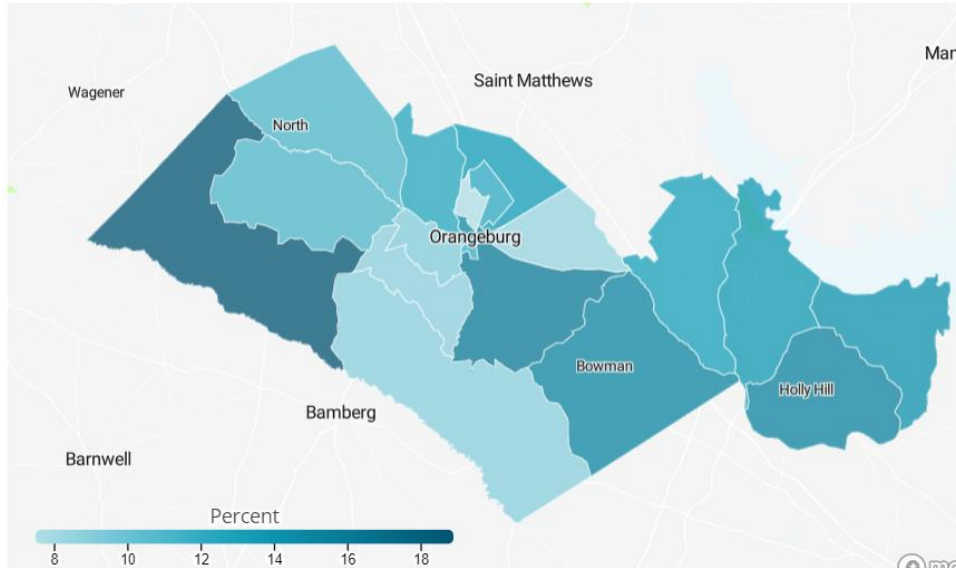 Saint Matthews
Wagener
North
Orangeburg
Bowman
Holly Hill
Bamberg
Barnwell
Percent
8 10 12 14 16 18